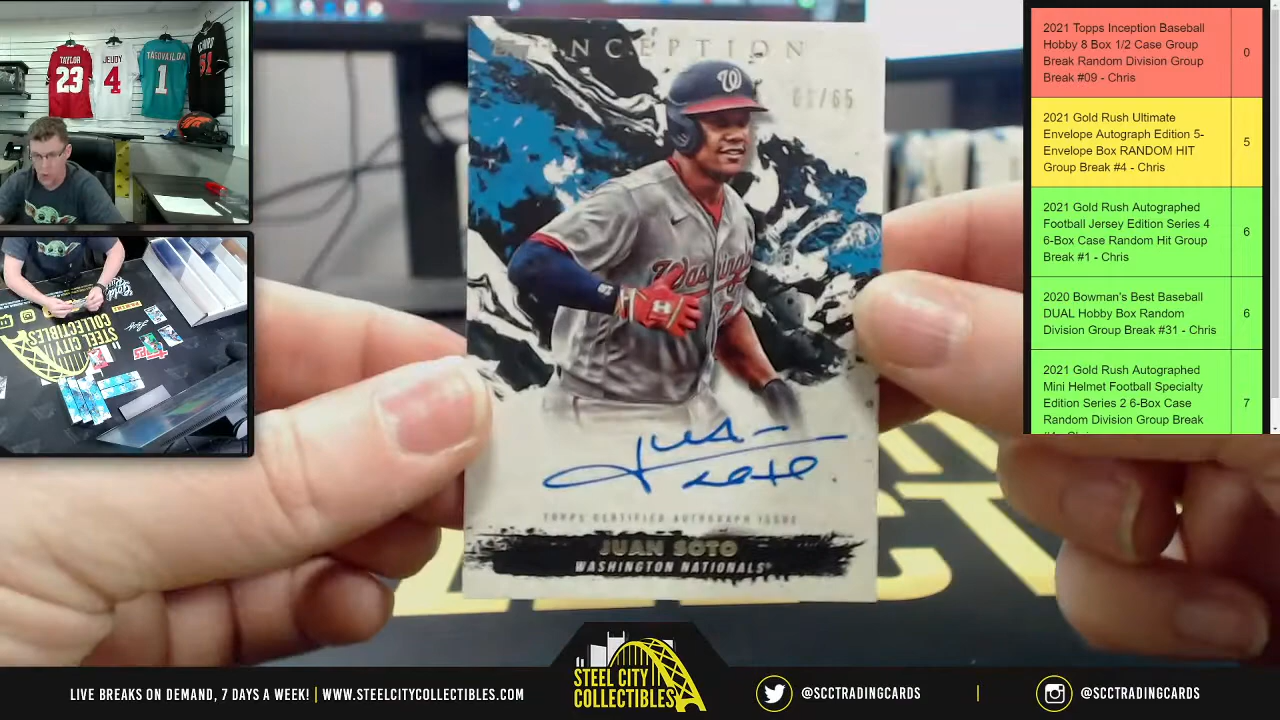 TAYLOR
23
JEUDY
4
TAGOVAILOA
1
STEEL CITY
COLLECTIBLES
topps
INCEPTION
/65
W
Washing
TOPPS CERTIFIED AUTOGRAPH ISSUE
JUAN SOTO
WASHINGTON NATIONALS®
2021 Topps Inception Baseball
Hobby 8 Box 1/2 Case Group
Break Random Division Group
Break #09 - Chris
0
2021 Gold Rush Ultimate
Envelope Autograph Edition 5-
Envelope Box RANDOM HIT
Group Break #4 - Chris
5
2021 Gold Rush Autographed
Football Jersey Edition Series 4
6-Box Case Random Hit Group
Break #1 - Chris
6
2020 Bowman's Best Baseball
DUAL Hobby Box Random
Division Group Break #31 - Chris
6
2021 Gold Rush Autographed
Mini Helmet Football Specialty
Edition Series 2 6-Box Case
Random Division Group Break
7
LIVE BREAKS ON DEMAND, 7 DAYS A WEEK! | WWW.STEELCITYCOLLECTIBLES.COM
STEEL CITY
COLLECTIBLES
@SCCTRADINGCARDS
@SCCTRADINGCARDS